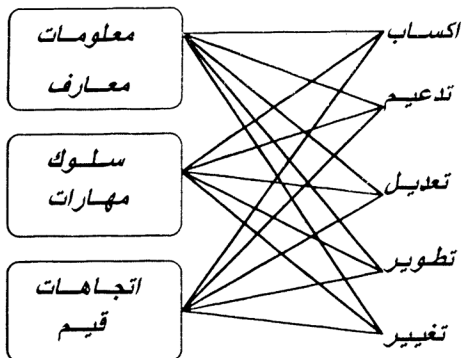 معلومات
معارف
سلوك
مهارات
اتجاهات
قيم
اكساب
تدعيم
تعديل
تطوير
تغيير